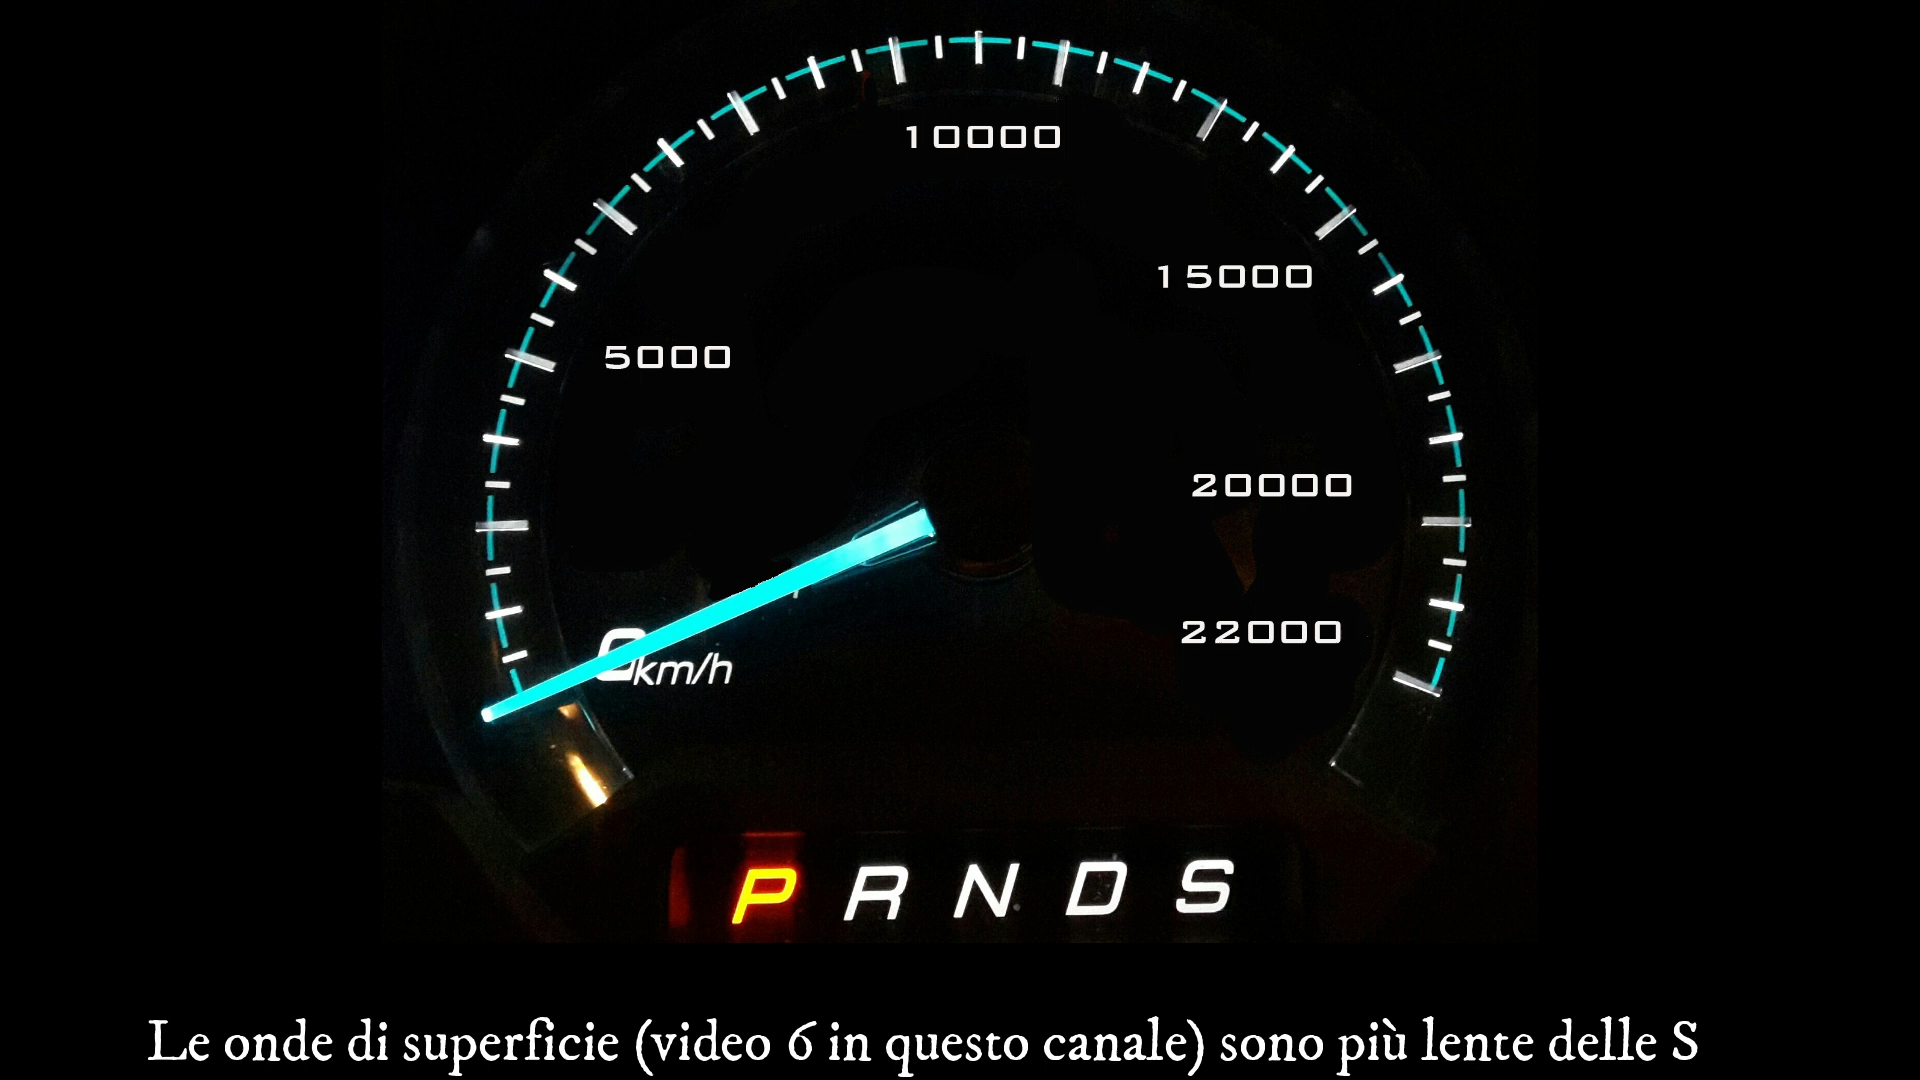 10000
15000
5000
20000
22000
0km/h
P R N D S
Le onde di superficie (video 6 in questo canale) sono più lente delle S